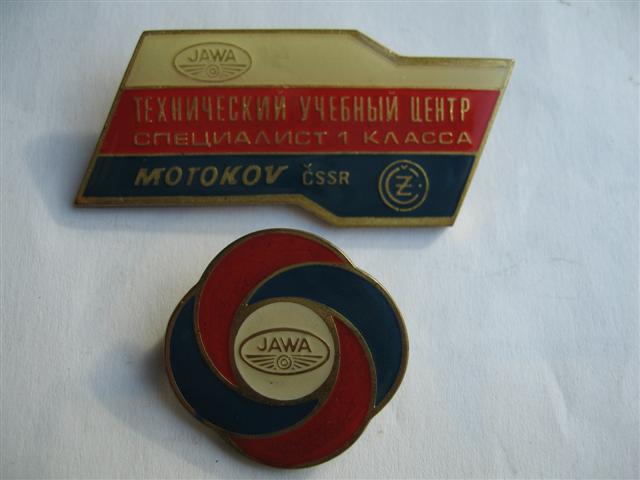 JAWA
ТЕХНИЧЕСКИЙ УЧЕБНЫЙ ЦЕНТР
СПЕЦИАЛИСТ 1 КЛАССА
MOTOKOV ČSSR ČZ
JAWA